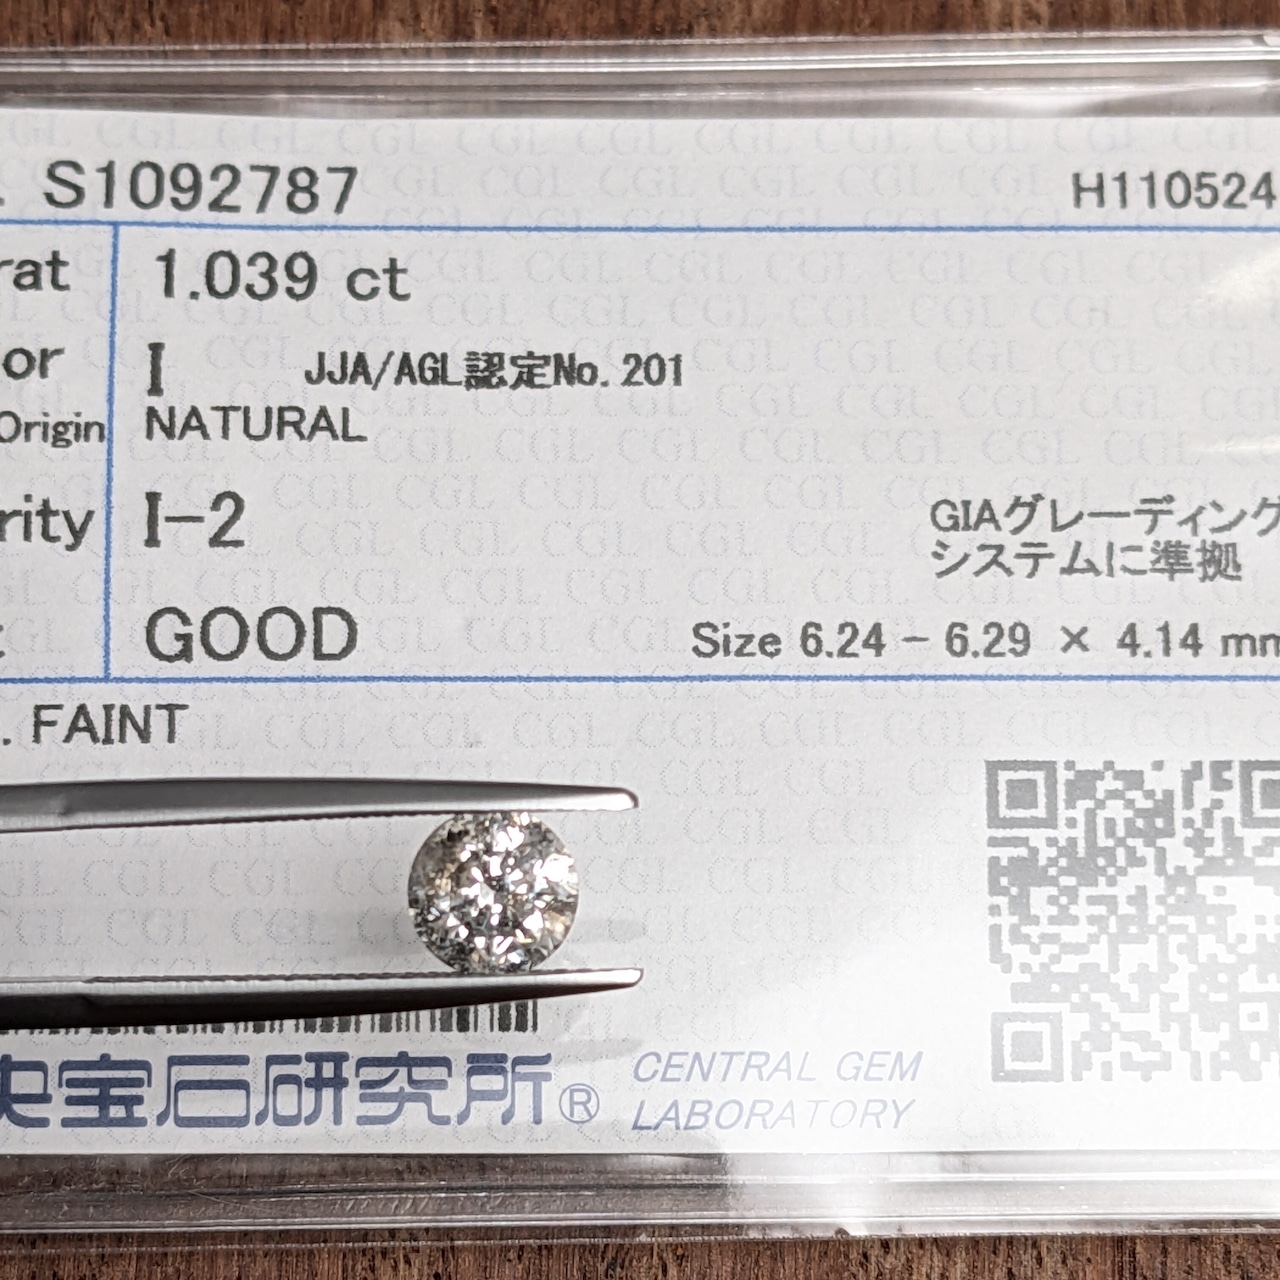 . S1092787 H110524
rat 1.039 ct
or I JJA/AGL認定No.201
Origin NATURAL
rity I-2
GIAグレーディング
システムに準拠
t GOOD Size 6.24 - 6.29 × 4.14 mm
. FAINT
央宝石研究所® CENTRAL GEM
LABORATORY